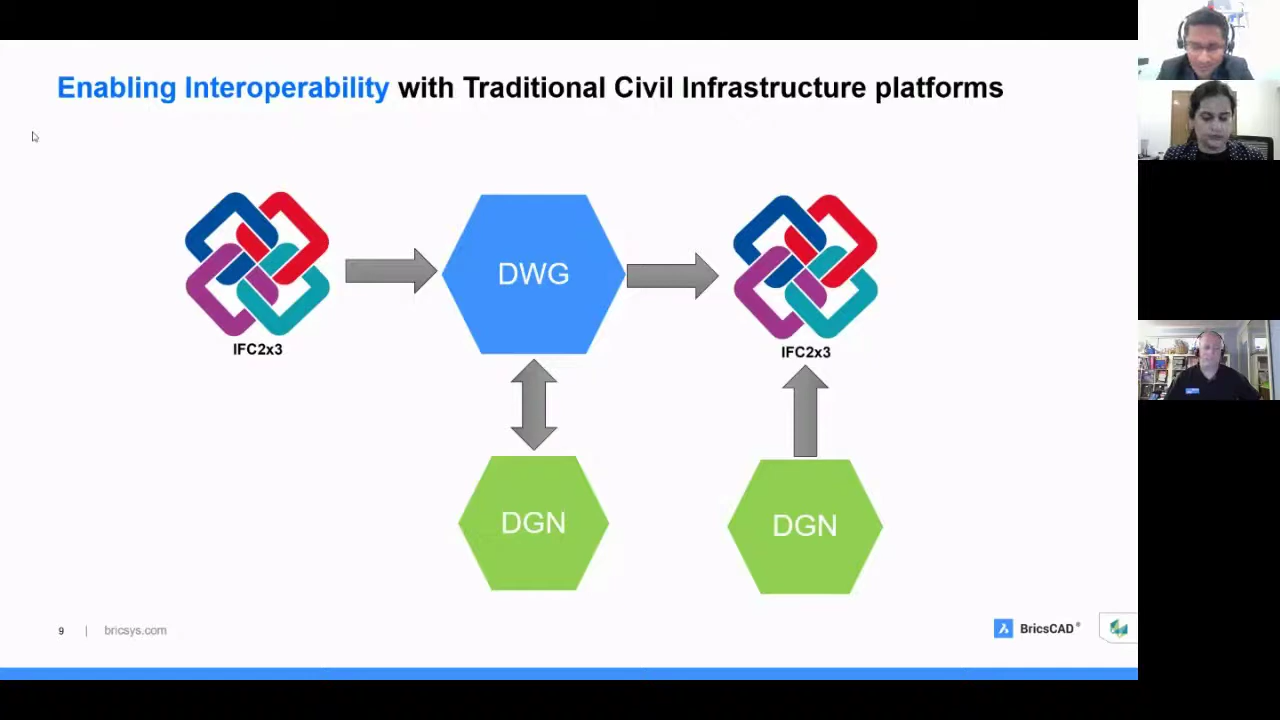 Enabling Interoperability with Traditional Civil Infrastructure platforms
DWG
IFC2x3
IFC2x3
DGN
DGN
9 | bricsys.com
BricsCAD®